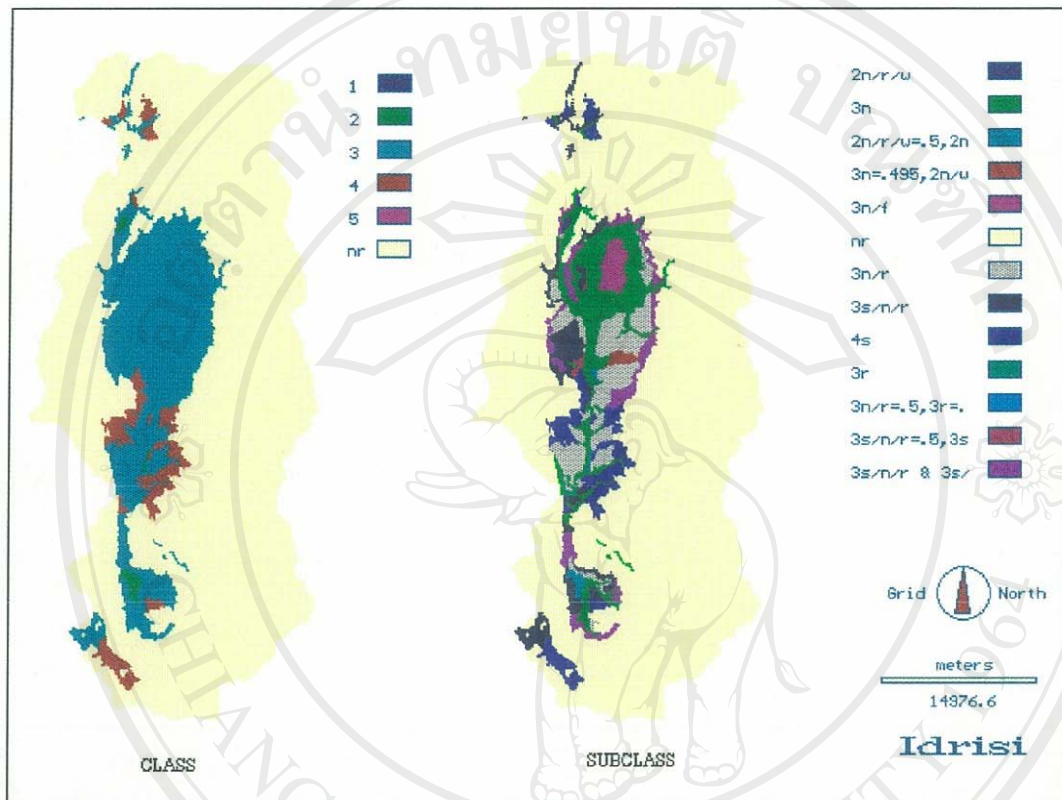 1
2
3
4
5
nr
CLASS
2n/r/w
3n
2n/r/w=.5,2n
3n=.495,2n/w
3n/f
nr
3n/r
3s/n/r
4s
3r
3n/r=.5,3r=.
3s/n/r=.5,3s
3s/n/r & 3s/
SUBCLASS
Grid North
meters
14976.6
Idrisi